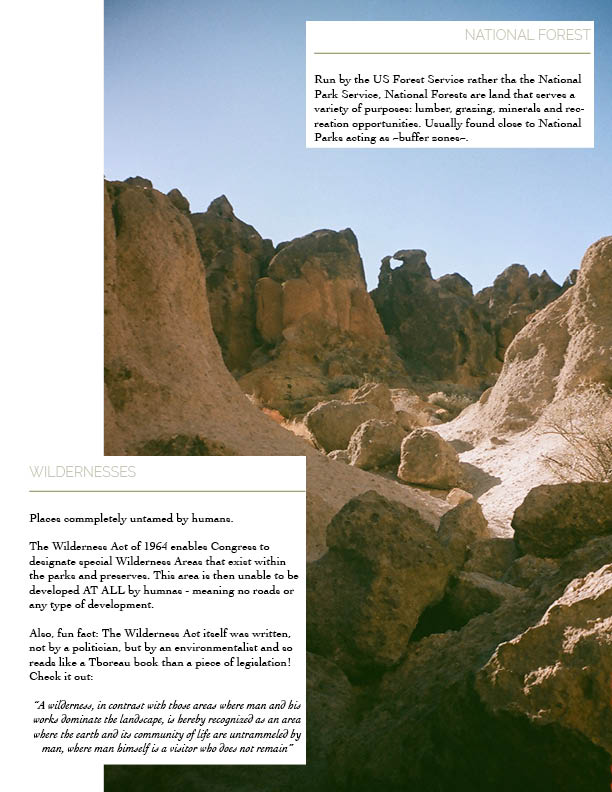 NATIONAL FOREST
Run by the US Forest Service rather tha the National
Park Service, National Forests are land that serves a
variety of purposes: lumber, grazing, minerals and rec-
reation opportunities. Usually found close to National
Parks acting as ~buffer zones~.
WILDERNESSES
Places commpletely untamed by humans.
The Wilderness Act of 1964 enables Congress to
designate special Wilderness Areas that exist within
the parks and preserves. This area is then unable to be
developed AT ALL by humnas - meaning no roads or
any type of development.
Also, fun fact: The Wilderness Act itself was written,
not by a politician, but by an environmentalist and so
reads like a Thoreau book than a piece of legislation!
Check it out:
“A wilderness, in contrast with those areas where man and his
works dominate the landscape, is hereby recognized as an area
where the earth and its community of life are untrammeled by
man, where man himself is a visitor who does not remain”